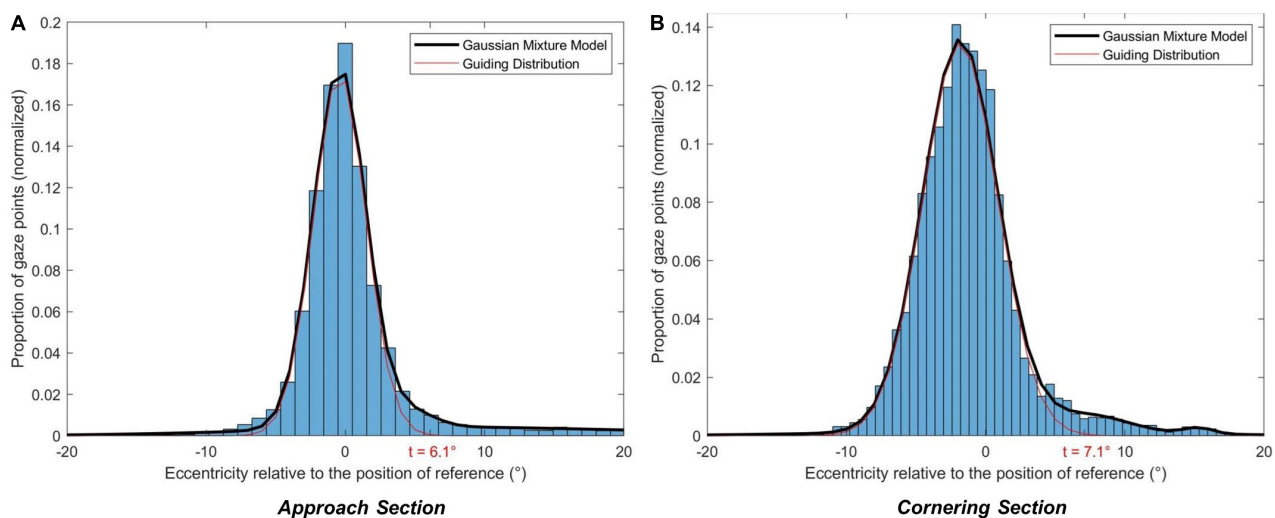 A
Proportion of gaze points (normalized)
0.2
0.18
0.16
0.14
0.12
0.1
0.08
0.06
0.04
0.02
0
Gaussian Mixture Model
Guiding Distribution
-20
-10
0
10
20
t = 6.1°
Eccentricity relative to the position of reference (°)
Approach Section
B
Proportion of gaze points (normalized)
0.14
0.12
0.1
0.08
0.06
0.04
0.02
0
Gaussian Mixture Model
Guiding Distribution
-20
-10
0
10
20
t = 7.1°
Eccentricity relative to the position of reference (°)
Cornering Section